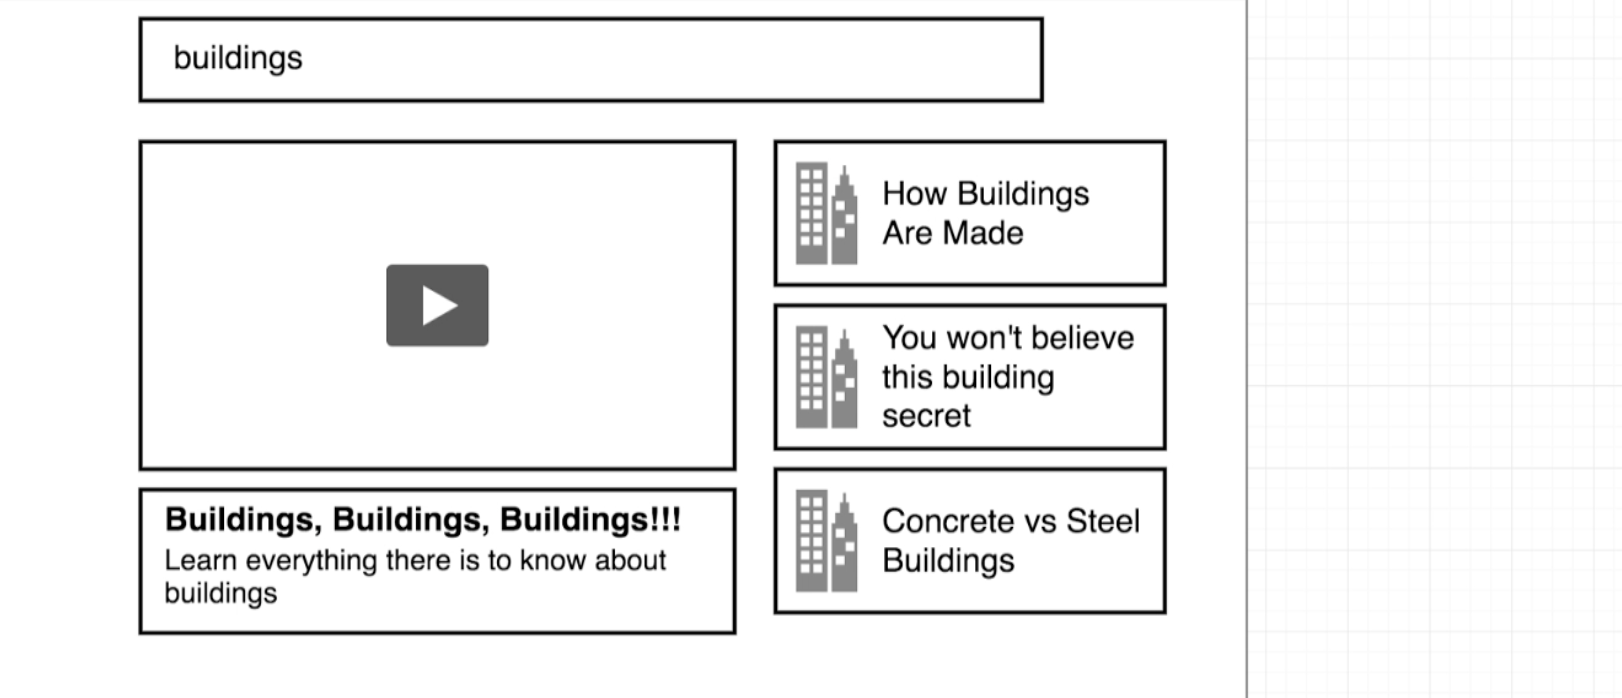 buildings
Buildings, Buildings, Buildings!!!
Learn everything there is to know about
buildings
How Buildings
Are Made
You won't believe
this building
secret
Concrete vs Steel
Buildings